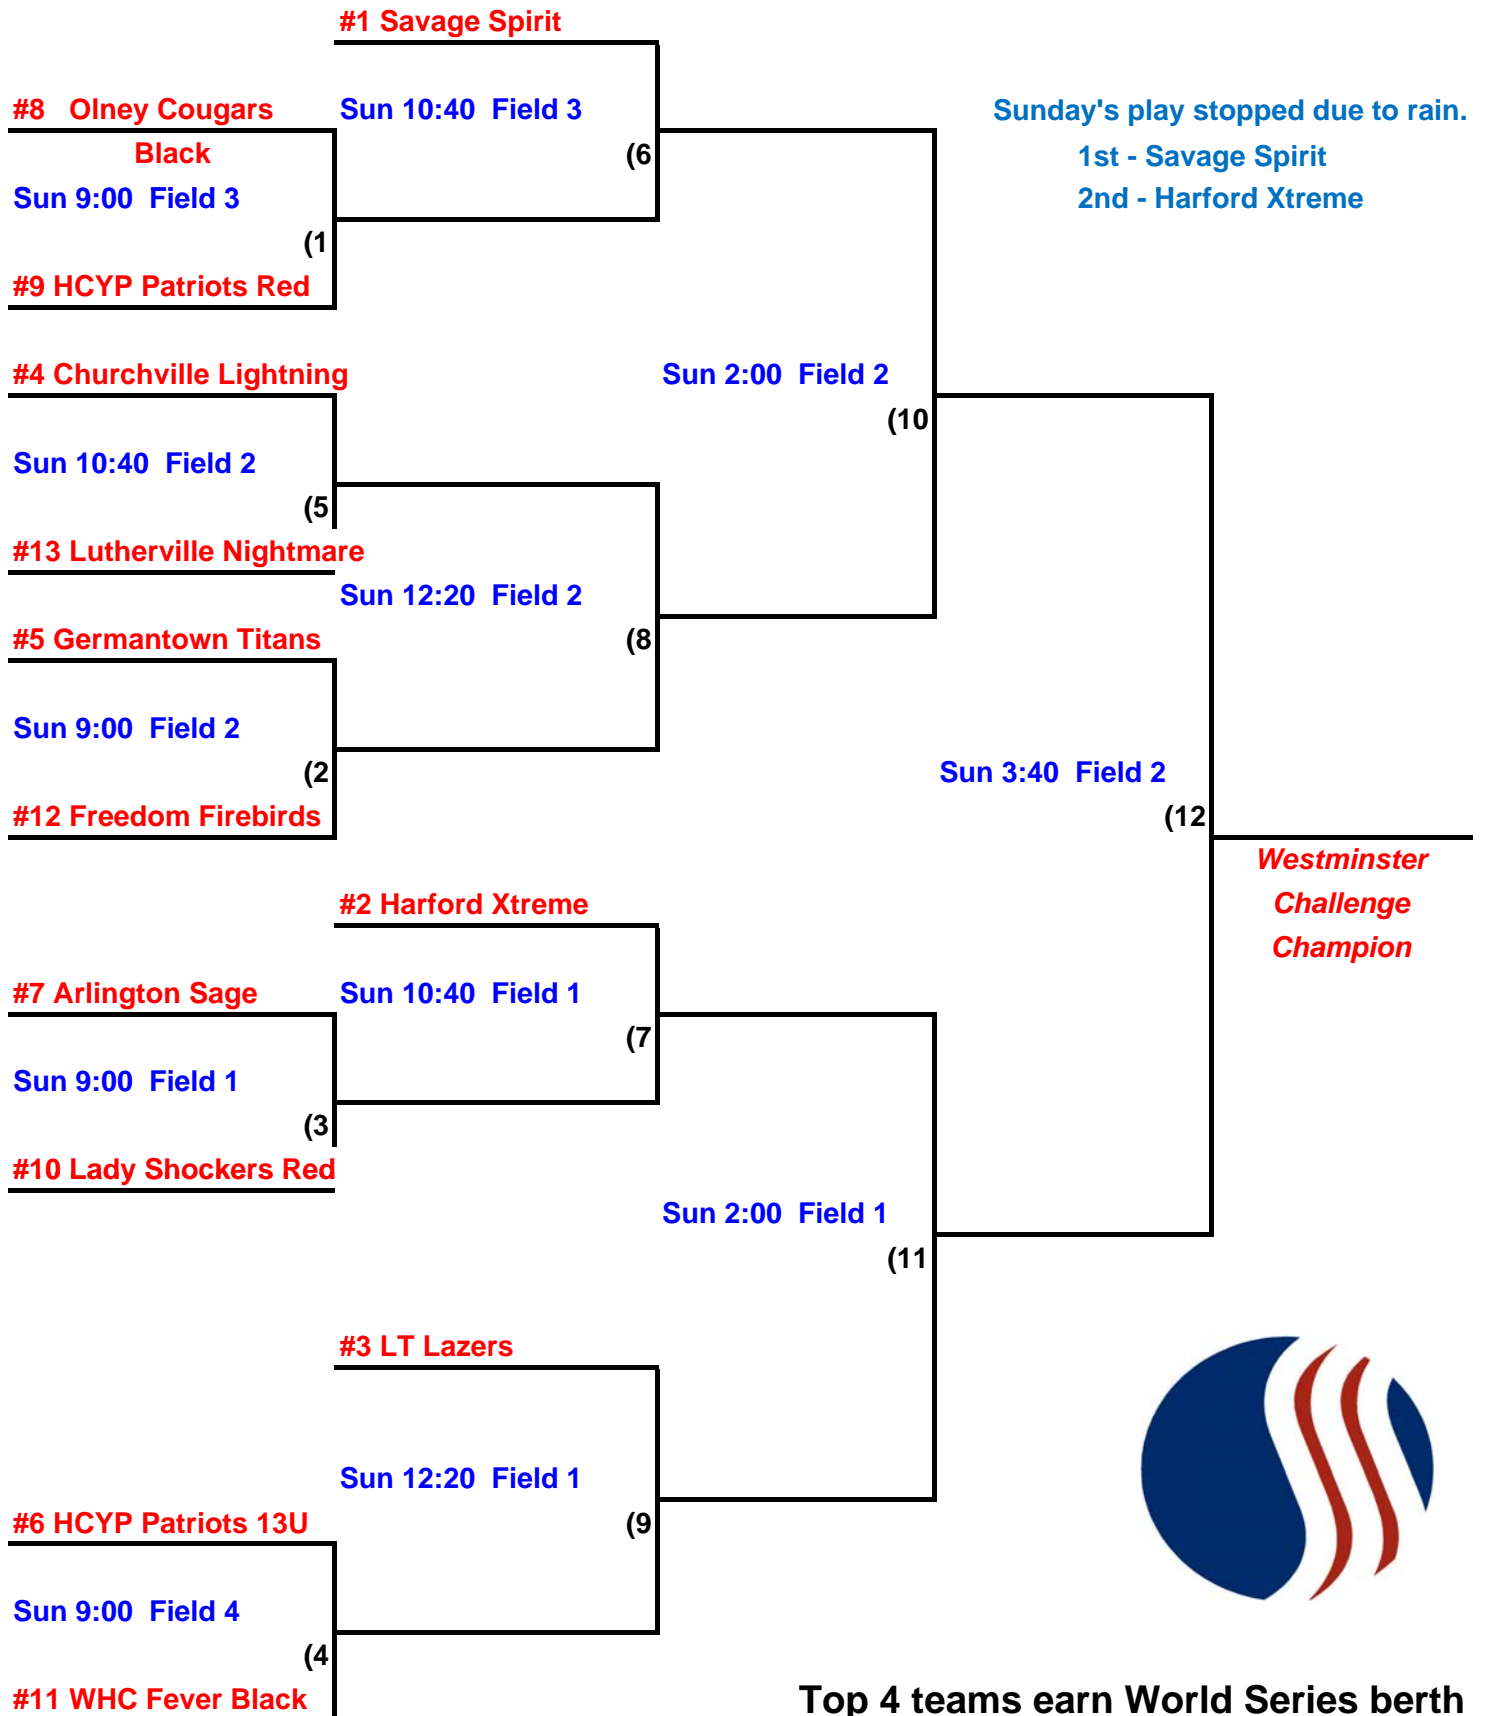 #1 Savage Spirit
#8 Olney Cougars
Black
Sun 10:40 Field 3
Sunday's play stopped due to rain.
1st - Savage Spirit
2nd - Harford Xtreme
(6
Sun 9:00 Field 3
(1
#9 HCYP Patriots Red
#4 Churchville Lightning
Sun 2:00 Field 2
(10
Sun 10:40 Field 2
(5
#13 Lutherville Nightmare
Sun 12:20 Field 2
(8
#5 Germantown Titans
Sun 9:00 Field 2
(2
#12 Freedom Firebirds
Sun 3:40 Field 2
(12
Westminster
Challenge
Champion
#2 Harford Xtreme
#7 Arlington Sage
Sun 10:40 Field 1
(7
Sun 9:00 Field 1
(3
#10 Lady Shockers Red
Sun 2:00 Field 1
(11
#3 LT Lazers
Sun 12:20 Field 1
(9
#6 HCYP Patriots 13U
Sun 9:00 Field 4
(4
#11 WHC Fever Black
Top 4 teams earn World Series berth